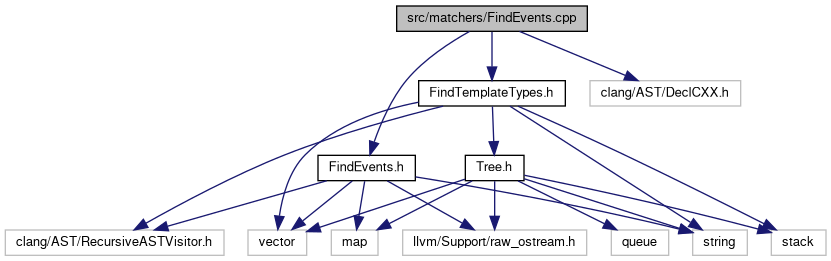 src/matchers/FindEvents.cpp
FindTemplateTypes.h
clang/AST/DeclCXX.h
FindEvents.h
Tree.h
clang/AST/RecursiveASTVisitor.h
vector
map
llvm/Support/raw_ostream.h
queue
string
stack